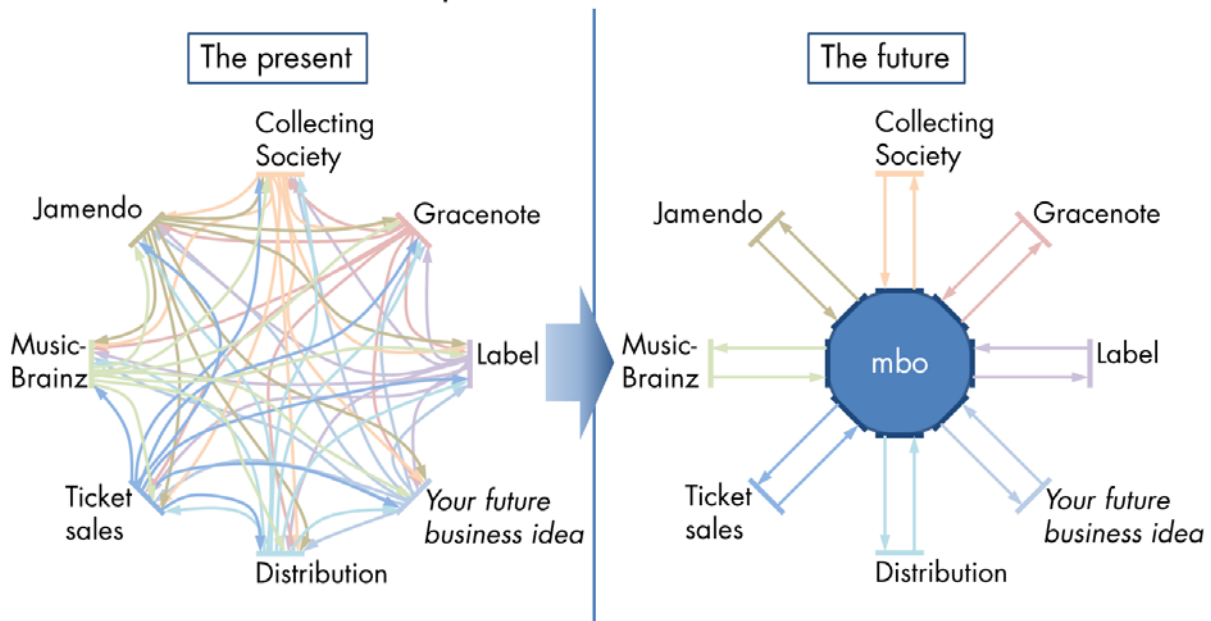 The present
Collecting
Society
Jamendo
Gracenote
Music-
Brainz
Label
Ticket
sales
Your future
business idea
Distribution
The future
Collecting
Society
Jamendo
Gracenote
Music-
Brainz
mbo
Label
Ticket
sales
Your future
business idea
Distribution